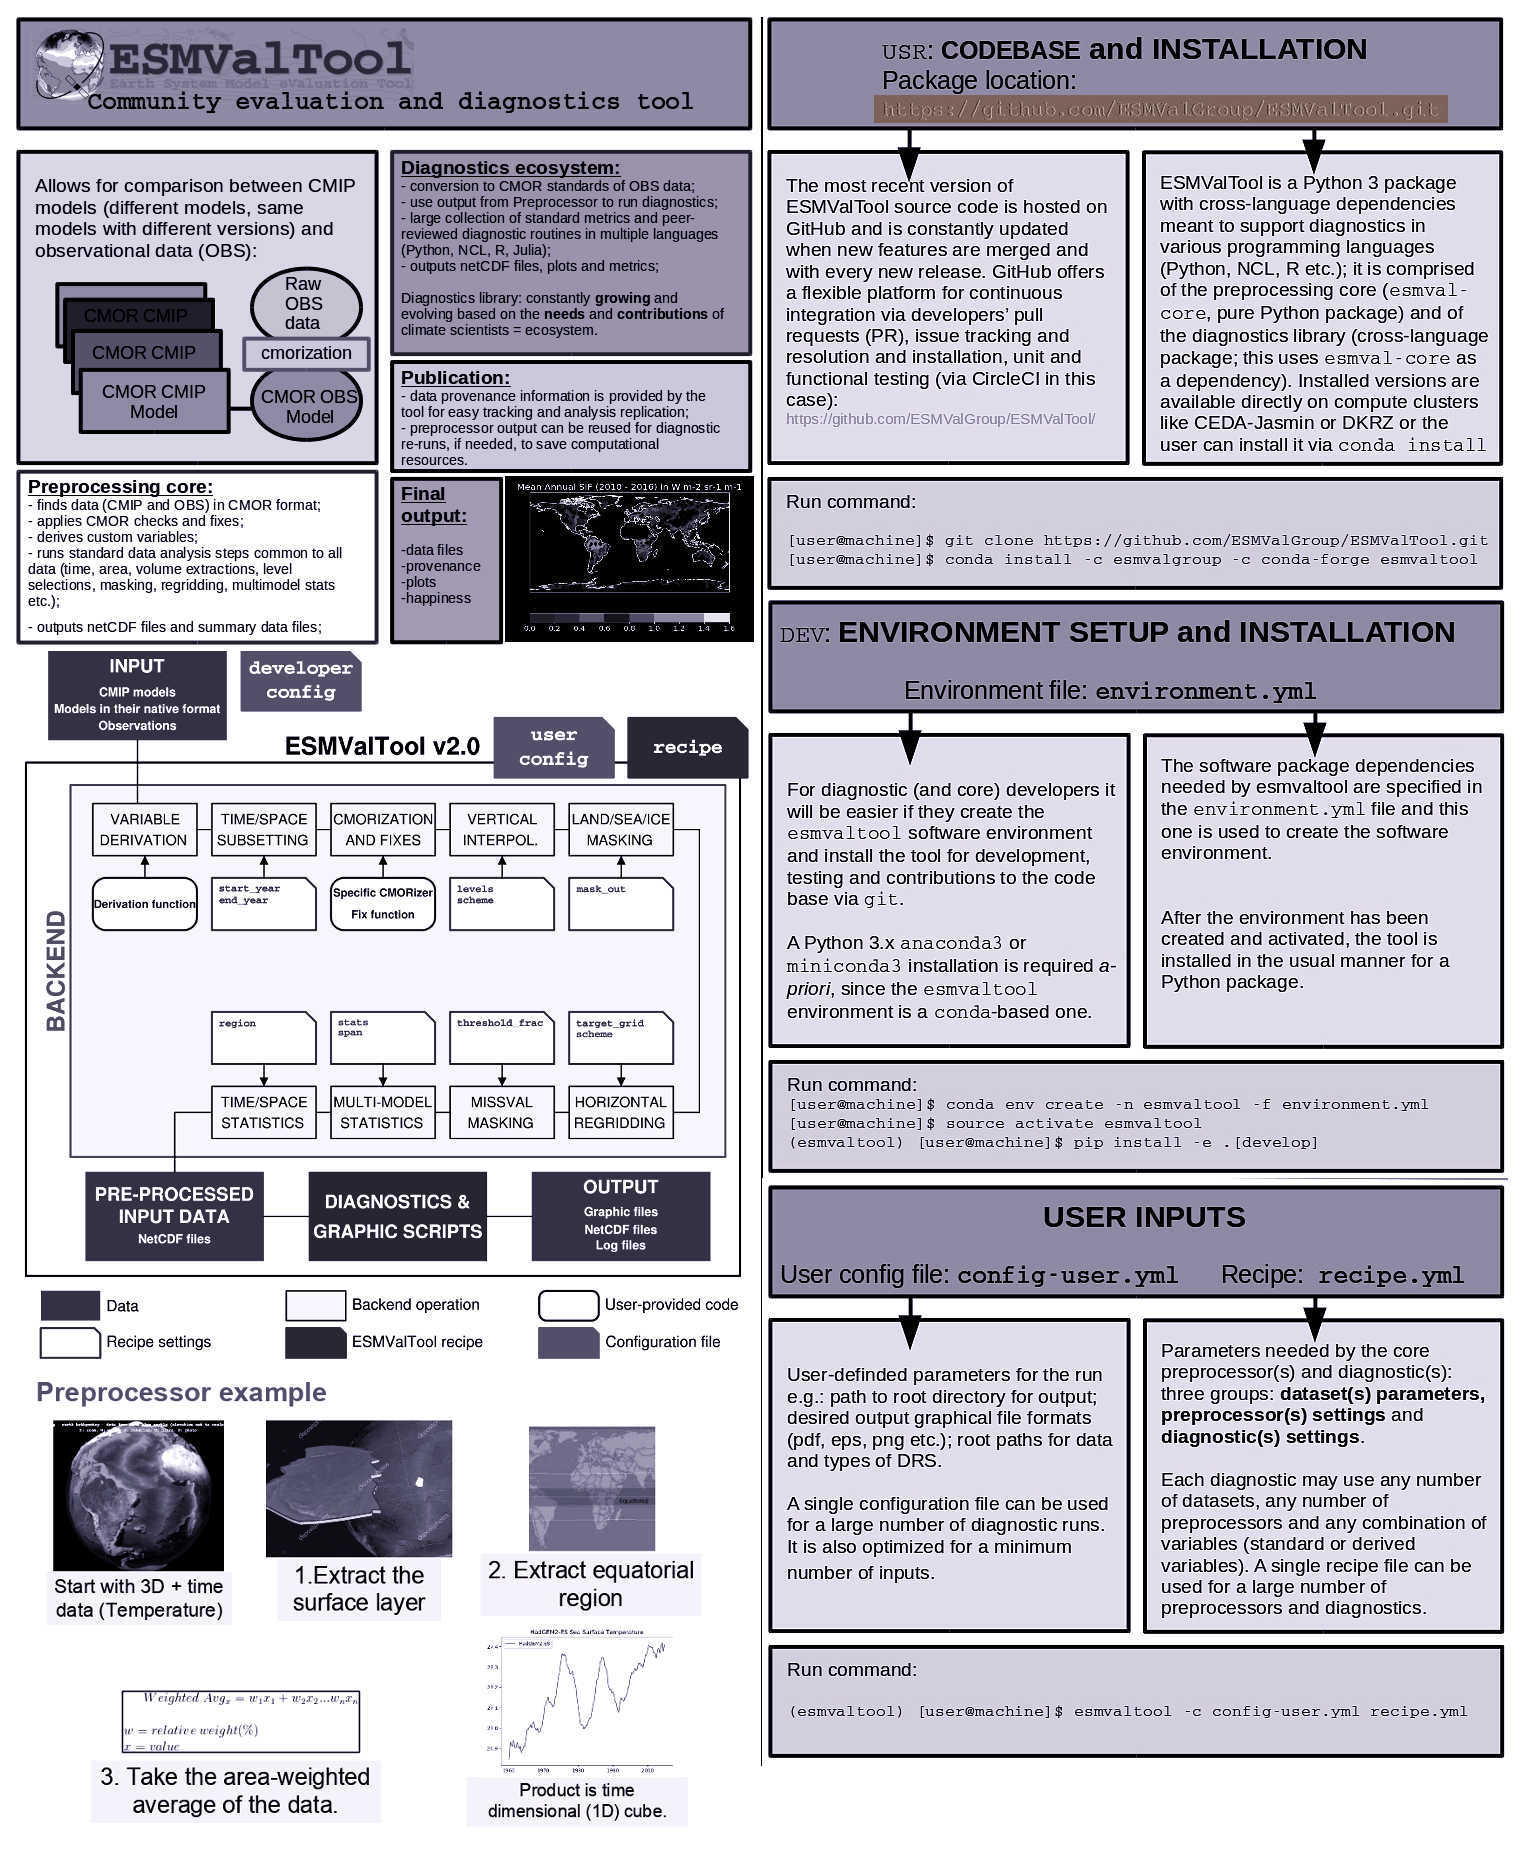 ESMValTool
Earth System Model eValuation Tool
Community evaluation and diagnostics tool
Allows for comparison between CMIP
models (different models, same
models with different versions) and
observational data (OBS):
Raw
OBS
data
CMOR CMIP
CMOR CMIP
cmorization
CMOR CMIP
Model
CMOR OBS
Model
Diagnostics ecosystem:
- conversion to CMOR standards of OBS data;
- use output from Preprocessor to run diagnostics;
- large collection of standard metrics and peer-
reviewed diagnostic routines in multiple languages
(Python, NCL, R, Julia);
- outputs netCDF files, plots and metrics;
Diagnostics library: constantly growing and
evolving based on the needs and contributions of
climate scientists = ecosystem.
Publication:
- data provenance information is provided by the
tool for easy tracking and analysis replication;
- preprocessor output can be reused for diagnostic
re-runs, if needed, to save computational
resources.
Preprocessing core:
- finds data (CMIP and OBS) in CMOR format;
- applies CMOR checks and fixes;
- derives custom variables;
- runs standard data analysis steps common to all
data (time, area, volume extractions, level
selections, masking, regridding, multimodel stats
etc.);
- outputs netCDF files and summary data files;
Final
output:
-data files
-provenance
-plots
-happiness
Mean Annual SIF (2010 - 2016) in W m-2 sr-1 m-1
0.0 0.2 0.4 0.6 0.8 1.0 1.2 1.4 1.6
INPUT
CMIP models
Models in their native format
Observations
developer
config
ESMValTool v2.0
user
config
recipe
BACKEND
VARIABLE
DERIVATION
TIME/SPACE
SUBSETTING
CMORIZATION
AND FIXES
VERTICAL
INTERPOL.
LAND/SEA/ICE
MASKING
Derivation function
start_year
end_year
Specific CMORizer
Fix function
levels
scheme
mask_out
region
stats
span
threshold_frac
target_grid
scheme
TIME/SPACE
STATISTICS
MULTI-MODEL
STATISTICS
MISSVAL
MASKING
HORIZONTAL
REGRIDDING
PRE-PROCESSED
INPUT DATA
NetCDF files
DIAGNOSTICS &
GRAPHIC SCRIPTS
OUTPUT
Graphic files
NetCDF files
Log files
Data
Backend operation
User-provided code
Recipe settings
ESMValTool recipe
Configuration file
Preprocessor example
Start with 3D + time
data (Temperature)
depositphotos
1.Extract the
surface layer
Equatorial
2. Extract equatorial
region
Weighted Avgx = w1x1 + w2x2...wnxn
w = relative weight(%)
x = value
3. Take the area-weighted
average of the data.
HadGEM2-ES Sea Surface Temperature
HadGEM2-ES
27.4
27.3
27.2
27.1
27.0
26.9
1960 1970 1980 1990 2000
Product is time
dimensional (1D) cube.
USR: CODEBASE and INSTALLATION
Package location:
https://github.com/ESMValGroup/ESMValTool.git
The most recent version of
ESMValTool source code is hosted on
GitHub and is constantly updated
when new features are merged and
with every new release. GitHub offers
a flexible platform for continuous
integration via developers’ pull
requests (PR), issue tracking and
resolution and installation, unit and
functional testing (via CircleCI in this
case):
https://github.com/ESMValGroup/ESMValTool/
ESMValTool is a Python 3 package
with cross-language dependencies
meant to support diagnostics in
various programming languages
(Python, NCL, R etc.); it is comprised
of the preprocessing core (esmval-
core, pure Python package) and of
the diagnostics library (cross-language
package; this uses esmval-core as
a dependency). Installed versions are
available directly on compute clusters
like CEDA-Jasmin or DKRZ or the
user can install it via conda install
Run command:
[user@machine]$ git clone https://github.com/ESMValGroup/ESMValTool.git
[user@machine]$ conda install -c esmvalgroup -c conda-forge esmvaltool
DEV: ENVIRONMENT SETUP and INSTALLATION
Environment file: environment.yml
For diagnostic (and core) developers it
will be easier if they create the
esmvaltool software environment
and install the tool for development,
testing and contributions to the code
base via git.
A Python 3.x anaconda3 or
miniconda3 installation is required a-
priori, since the esmvaltool
environment is a conda-based one.
The software package dependencies
needed by esmvaltool are specified in
the environment.yml file and this
one is used to create the software
environment.
After the environment has been
created and activated, the tool is
installed in the usual manner for a
Python package.
Run command:
[user@machine]$ conda env create -n esmvaltool -f environment.yml
[user@machine]$ source activate esmvaltool
(esmvaltool) [user@machine]$ pip install -e .[develop]
USER INPUTS
User config file: config-user.yml Recipe: recipe.yml
User-definded parameters for the run
e.g.: path to root directory for output;
desired output graphical file formats
(pdf, eps, png etc.); root paths for data
and types of DRS.
A single configuration file can be used
for a large number of diagnostic runs.
It is also optimized for a minimum
number of inputs.
Parameters needed by the core
preprocessor(s) and diagnostic(s):
three groups: dataset(s) parameters,
preprocessor(s) settings and
diagnostic(s) settings.
Each diagnostic may use any number
of datasets, any number of
preprocessors and any combination of
variables (standard or derived
variables). A single recipe file can be
used for a large number of
preprocessors and diagnostics.
Run command:
(esmvaltool) [user@machine]$ esmvaltool -c config-user.yml recipe.yml